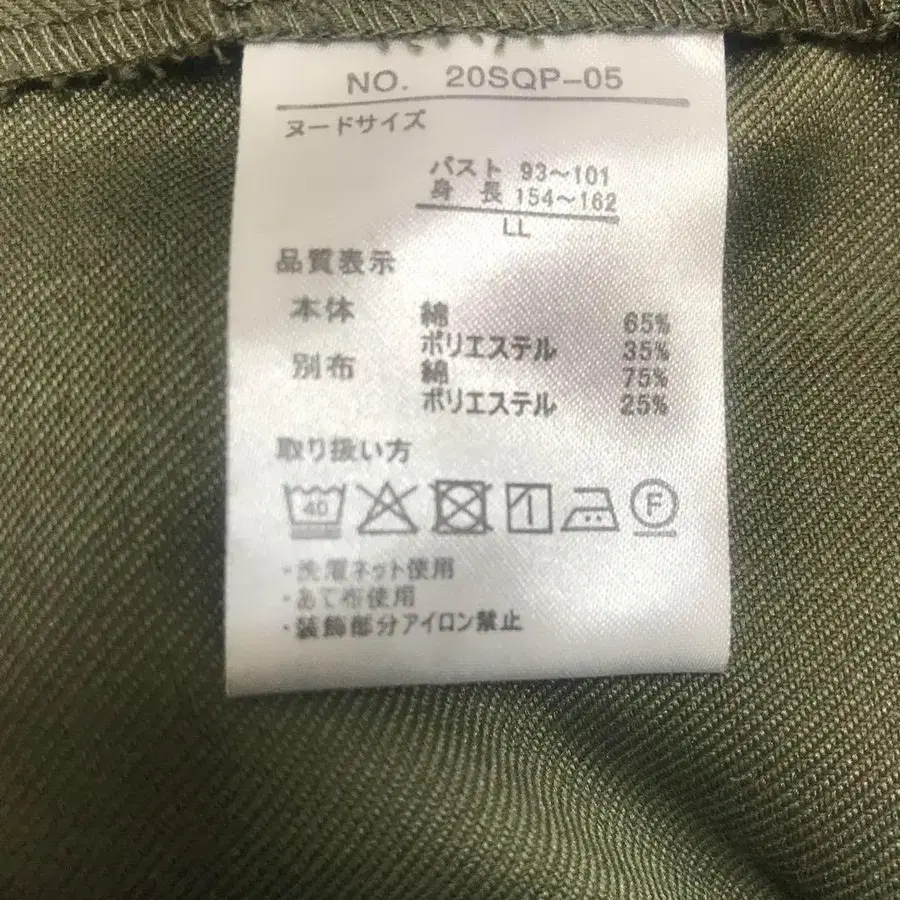 NO. 20SQP-05
ヌードサイズ
バスト 93～101
身長 154～162
LL
品質表示
本体 綿 65%
ポリエステル 35%
別布 綿 75%
ポリエステル 25%
取り扱い方
40 F
・洗濯ネット使用
・あて布使用
・装飾部分アイロン禁止